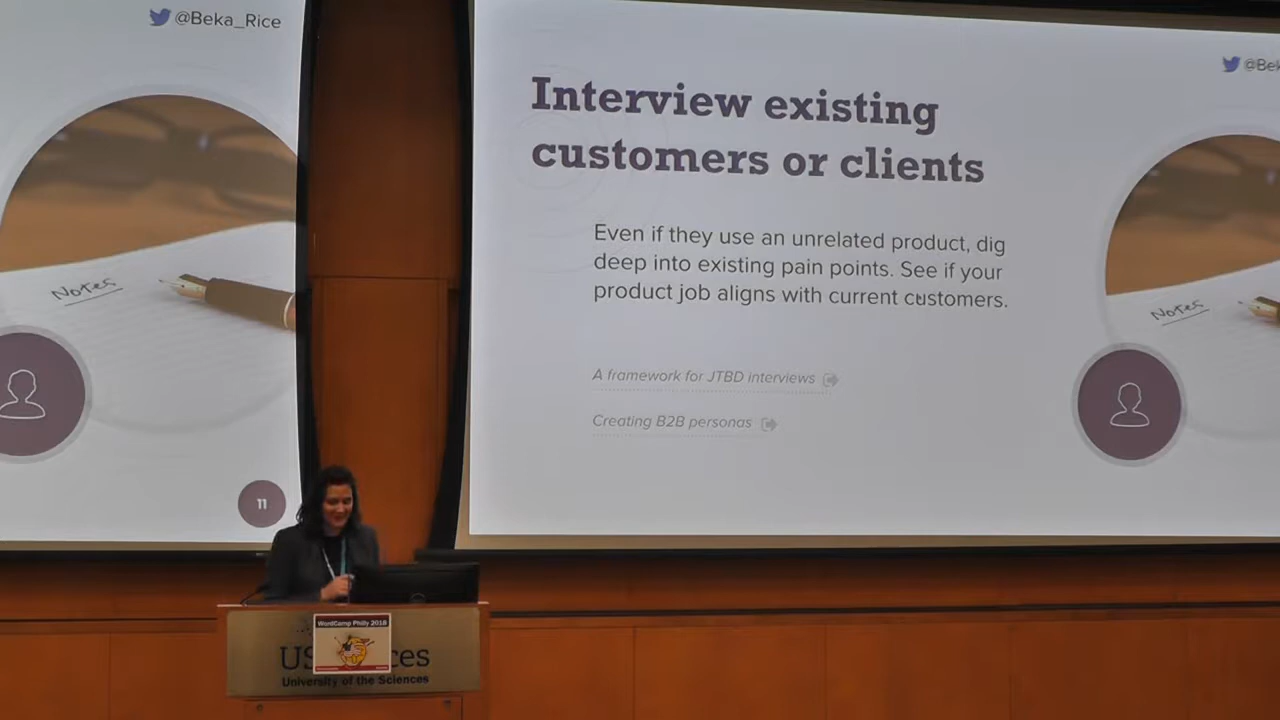 @Beka_Rice
Notes
11
Interview existing
customers or clients
Even if they use an unrelated product, dig
deep into existing pain points. See if your
product job aligns with current customers.
A framework for JTBD interviews
Creating B2B personas
@Bek
Notes
WordCamp Philly 2018
US ces
University of the Sciences